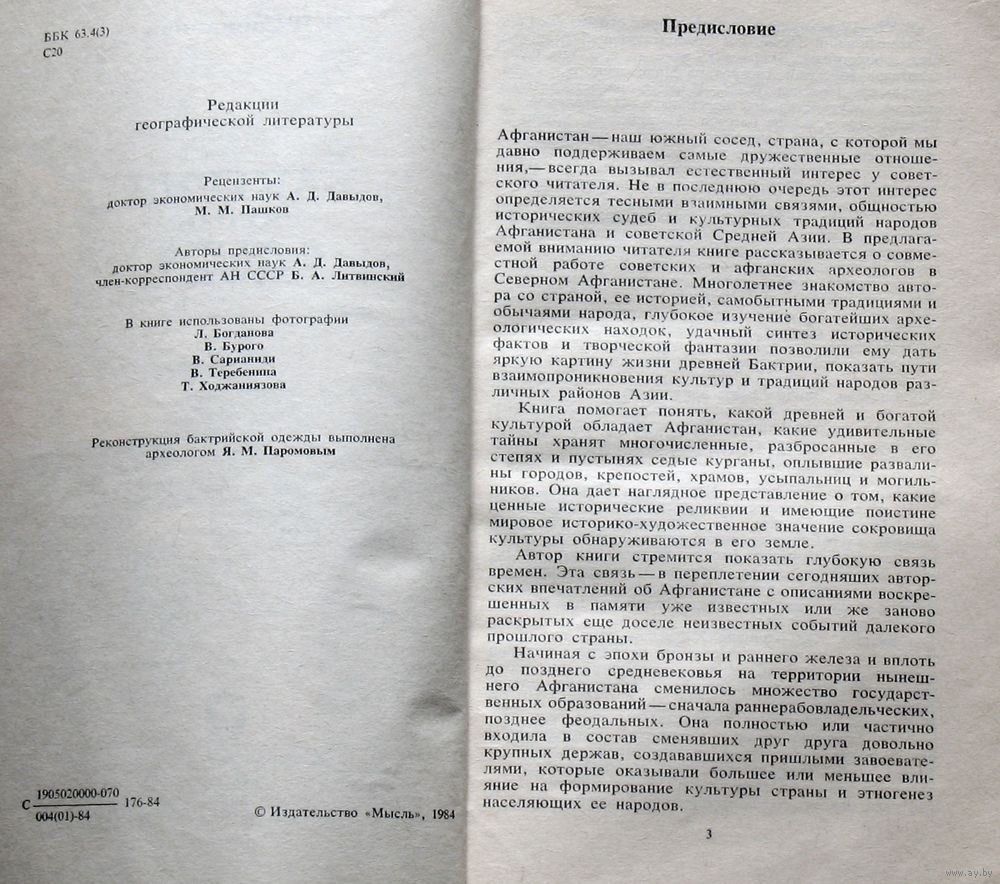 ББК 63.4(3)
С20
Редакции
географической литературы
Рецензенты:
доктор экономических наук А. Д. Давыдов,
М. М. Пашков
Авторы предисловия:
доктор экономических наук А. Д. Давыдов,
член-корреспондент АН СССР Б. А. Литвинский
В книге использованы фотографии
Л. Богданова
В. Бурого
В. Сарианиди
В. Теребенина
Т. Ходжаниязова
Реконструкция бактрийской одежды выполнена
археологом Я. М. Паромовым
С 1905020000-070 176-84
004(01)-84
© Издательство «Мысль», 1984
Предисловие
Афганистан — наш южный сосед, страна, с которой мы
давно поддерживаем самые дружественные отноше-
ния,— всегда вызывал естественный интерес у совет-
ского читателя. Не в последнюю очередь этот интерес
определяется тесными взаимными связями, общностью
исторических судеб и культурных традиций народов
Афганистана и советской Средней Азии. В предлага-
емой вниманию читателя книге рассказывается о совме-
стной работе советских и афганских археологов в
Северном Афганистане. Многолетнее знакомство авто-
ра со страной, ее историей, самобытными традициями и
обычаями народа, глубокое изучение богатейших архе-
ологических находок, удачный синтез исторических
фактов и творческой фантазии позволили ему дать
яркую картину жизни древней Бактрии, показать пути
взаимопроникновения культур и традиций народов раз-
личных районов Азии.
Книга помогает понять, какой древней и богатой
культурой обладает Афганистан, какие удивительные
тайны хранят многочисленные, разбросанные в его
степях и пустынях седые курганы, оплывшие развали-
ны городов, крепостей, храмов, усыпальниц и могиль-
ников. Она дает наглядное представление о том, какие
ценные исторические реликвии и имеющие поистине
мировое историко-художественное значение сокровища
культуры обнаруживаются в его земле.
Автор книги стремится показать глубокую связь
времен. Эта связь — в переплетении сегодняших автор-
ских впечатлений об Афганистане с описаниями воскре-
шенных в памяти уже известных или же заново
раскрытых еще доселе неизвестных событий далекого
прошлого страны.
Начиная с эпохи бронзы и раннего железа и вплоть
до позднего средневековья на территории нынеш-
него Афганистана сменилось множество государст-
венных образований — сначала раннерабовладельческих,
позднее феодальных. Она полностью или частично
входила в состав сменявших друг друга довольно
крупных держав, создававшихся пришлыми завоевате-
лями, которые оказывали большее или меньшее вли-
яние на формирование культуры страны и этногенез
населяющих ее народов.
3
www.ay.by